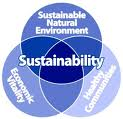 Sustainable
Natural
Environment
Sustainability
Economic
Vitality
Healthy
Communities